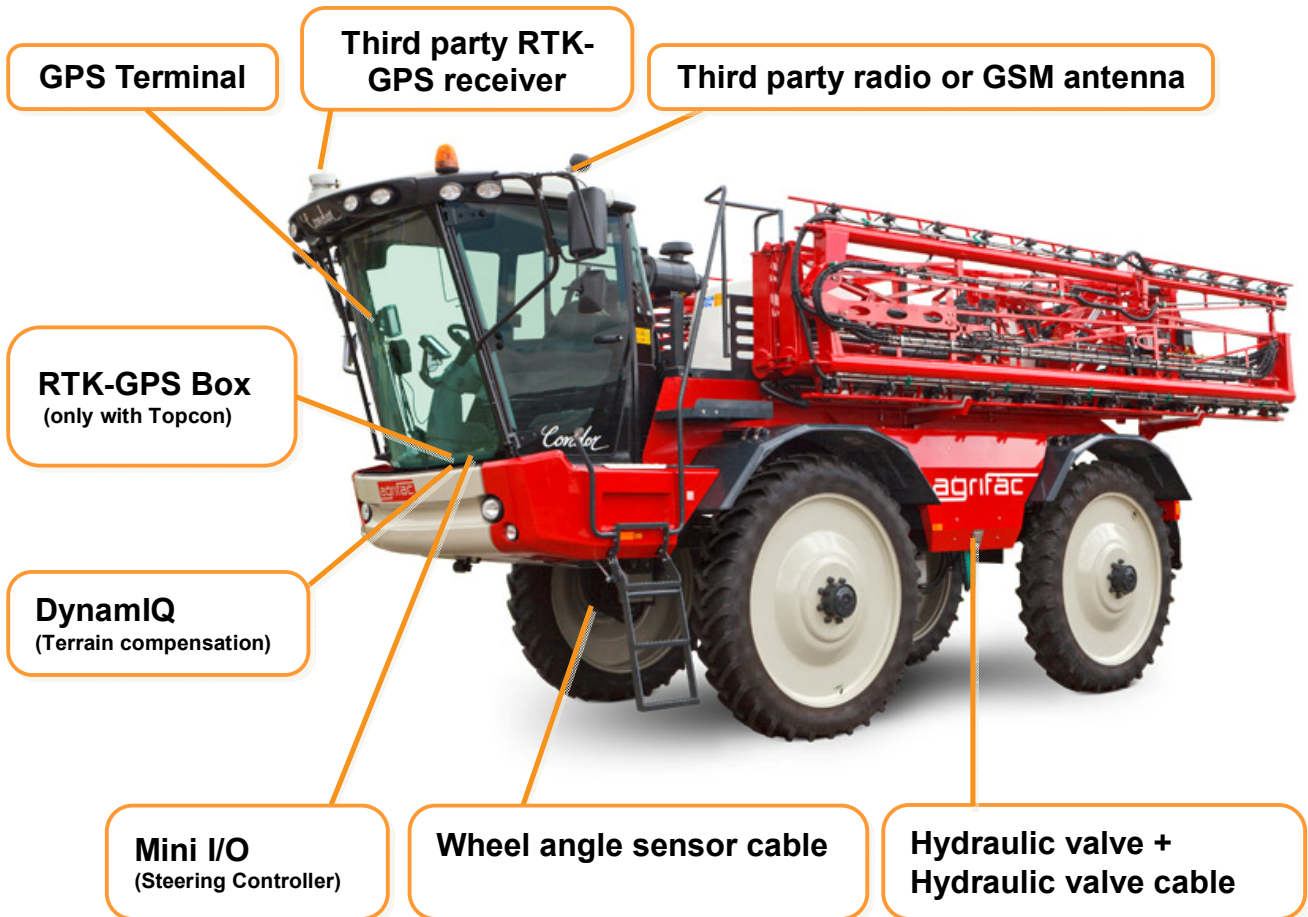 GPS Terminal
Third party RTK-
GPS receiver
Third party radio or GSM antenna
Condor
RTK-GPS Box
(only with Topcon)
Condor
agrifac
agrifac
DynamIQ
(Terrain compensation)
Mini I/O
(Steering Controller)
Wheel angle sensor cable
Hydraulic valve +
Hydraulic valve cable